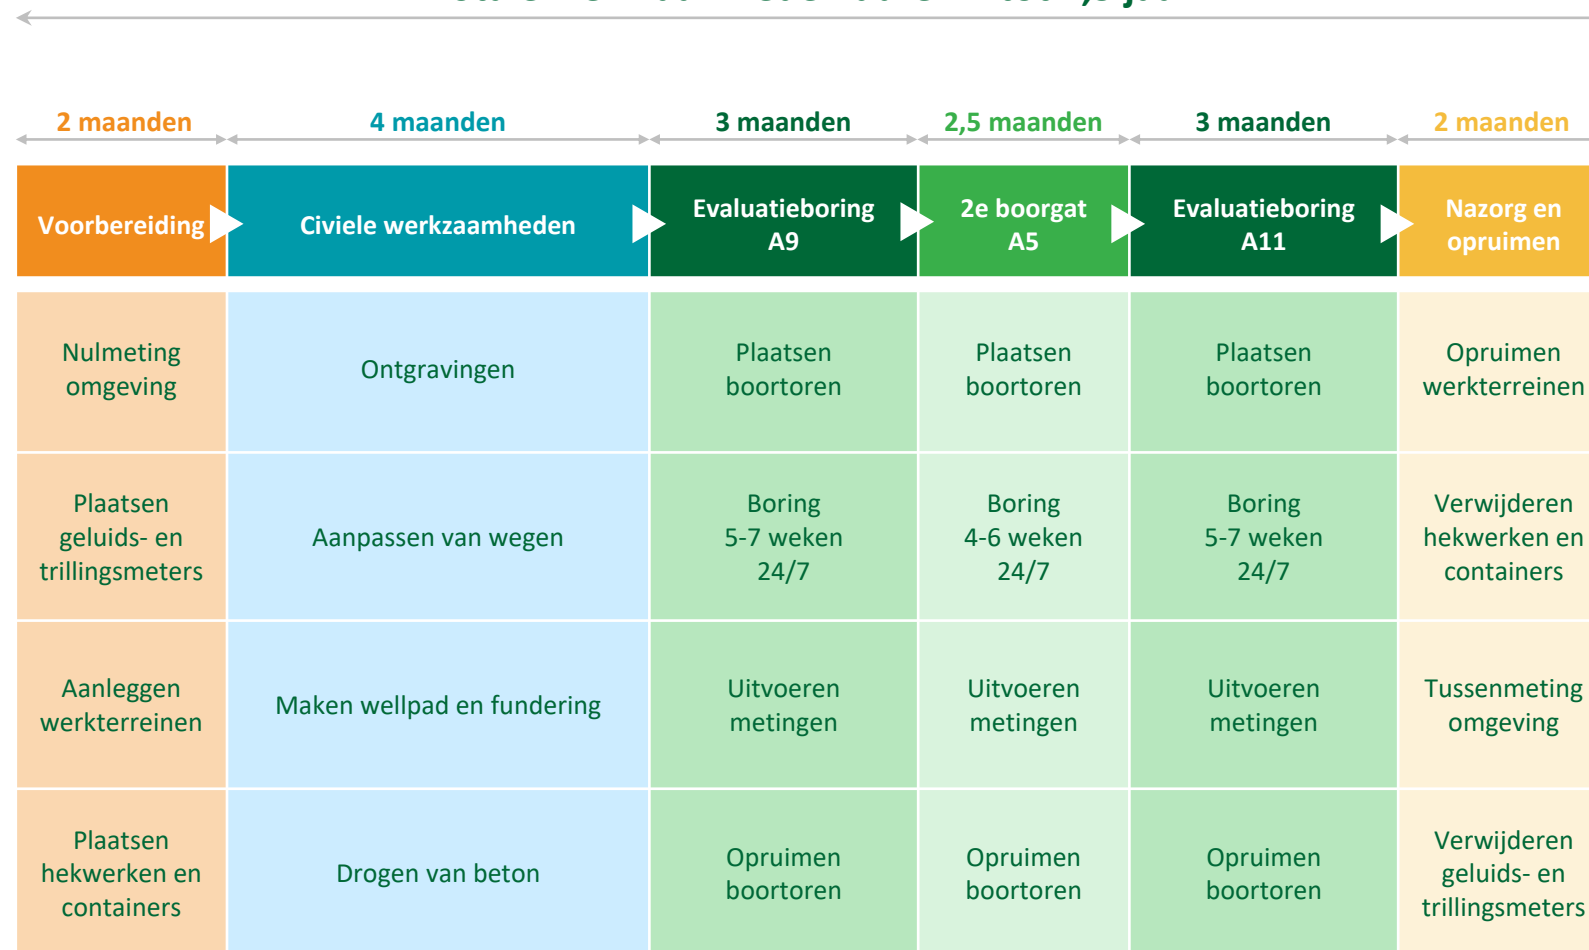 2 maanden
4 maanden
3 maanden
2,5 maanden
3 maanden
2 maanden
Voorbereiding
Civiele werkzaamheden
Evaluatieboring
A9
2e boorgat
A5
Evaluatieboring
A11
Nazorg en
opruimen
Nulmeting
omgeving
Ontgravingen
Plaatsen
boortoren
Plaatsen
boortoren
Plaatsen
boortoren
Opruimen
werkterreinen
Plaatsen
geluids- en
trillingsmeters
Aanpassen van wegen
Boring
5-7 weken
24/7
Boring
4-6 weken
24/7
Boring
5-7 weken
24/7
Verwijderen
hekwerken en
containers
Aanleggen
werkterreinen
Maken wellpad en fundering
Uitvoeren
metingen
Uitvoeren
metingen
Uitvoeren
metingen
Tussenmeting
omgeving
Plaatsen
hekwerken en
containers
Drogen van beton
Opruimen
boortoren
Opruimen
boortoren
Opruimen
boortoren
Verwijderen
geluids- en
trillingsmeters